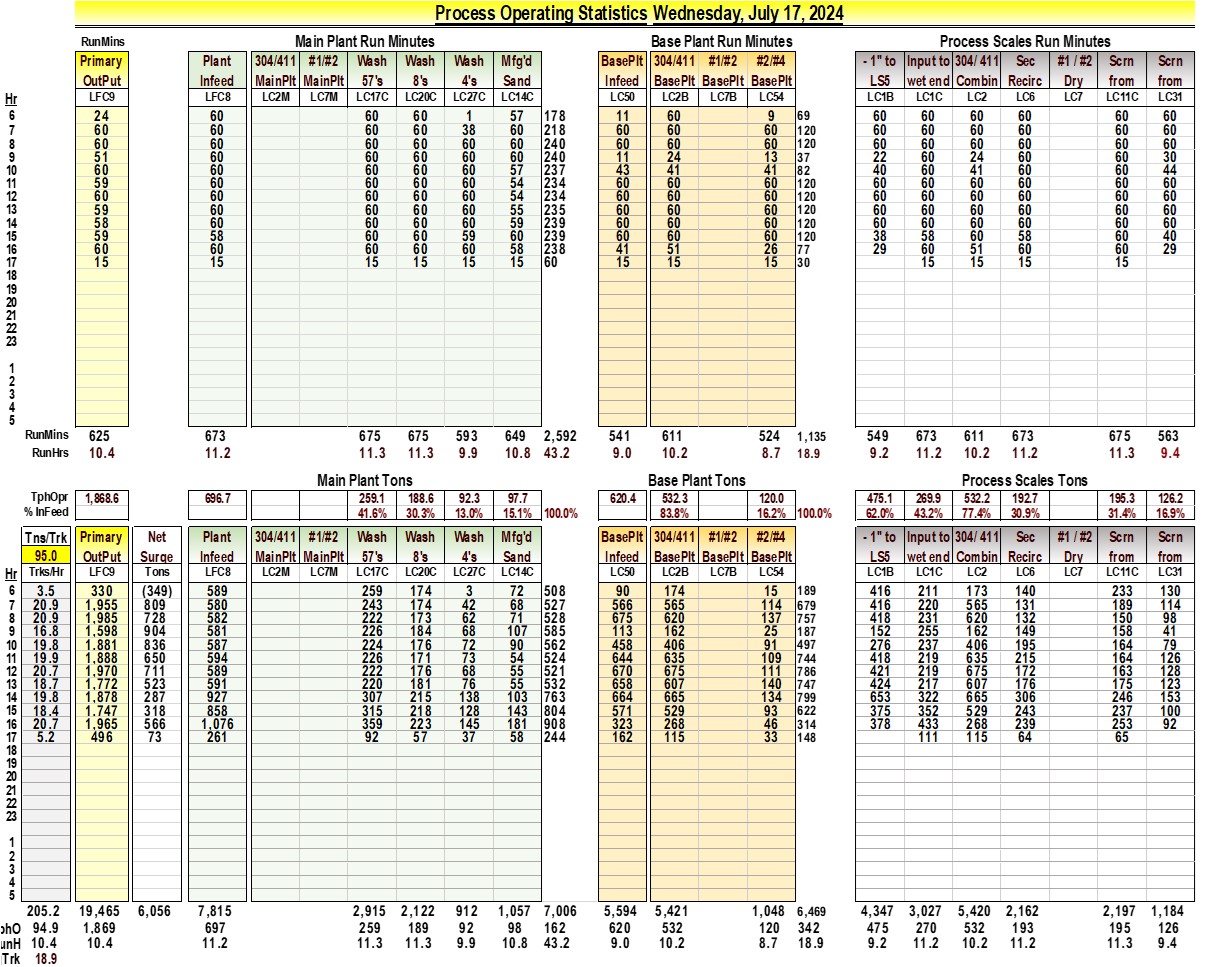 Process Operating Statistics Wednesday, July 17, 2024
RunMins Main Plant Run Minutes Base Plant Run Minutes Process Scales Run Minutes
Primary Plant 304/411 #1/#2 Wash Wash Wash Mfg'd BasePlt 304/411 #1/#2 #2/#4 - 1" to Input to 304/ 411 Sec #1 / #2 Scrn Scrn
OutPut Infeed MainPlt MainPlt 57's 8's 4's Sand Infeed BasePlt BasePlt BasePlt LS5 wet end Combin Recirc Dry from from
Hr LFC9 LFC8 LC2M LC7M LC17C LC20C LC27C LC14C LC50 LC2B LC7B LC54 LC1B LC1C LC2 LC6 LC7 LC11C LC31
6 24 60 60 60 1 57 178 11 60 9 69 60 60 60 60 60 60
7 60 60 60 60 38 60 218 60 60 60 120 60 60 60 60 60 60
8 60 60 60 60 60 60 240 60 60 60 120 60 60 60 60 60 60
9 51 60 60 60 60 60 240 11 24 13 37 22 60 24 60 60 30
10 60 60 60 60 60 57 237 43 41 41 82 40 60 41 60 60 44
11 59 60 60 60 60 54 234 60 60 60 120 60 60 60 60 60 60
12 60 60 60 60 60 54 234 60 60 60 120 60 60 60 60 60 60
13 59 60 60 60 60 55 235 60 60 60 120 60 60 60 60 60 60
14 58 60 60 60 60 59 239 60 60 60 120 60 60 60 60 60 60
15 59 58 60 60 59 60 239 60 60 60 120 38 58 60 58 60 40
16 60 60 60 60 60 58 238 41 51 26 77 29 60 51 60 60 29
17 15 15 15 15 15 15 60 15 15 15 30 15 15 15 15
18
19
20
21
22
23
1
2
3
4
5
RunMins 625 673 675 675 593 649 2,592 541 611 524 1,135 549 673 611 673 675 563
RunHrs 10.4 11.2 11.3 11.3 9.9 10.8 43.2 9.0 10.2 8.7 18.9 9.2 11.2 10.2 11.2 11.3 9.4
Main Plant Tons Base Plant Tons Process Scales Tons
TphOpr 1,868.6 696.7 259.1 188.6 92.3 97.7 620.4 532.3 120.0 475.1 269.9 532.2 192.7 195.3 126.2
% InFeed 41.6% 30.3% 13.0% 15.1% 100.0% 83.8% 16.2% 100.0% 62.0% 43.2% 77.4% 30.9% 31.4% 16.9%
Tns/Trk Primary Net Plant 304/411 #1/#2 Wash Wash Wash Mfg'd BasePlt 304/411 #1/#2 #2/#4 - 1" to Input to 304/ 411 Sec #1 / #2 Scrn Scrn
95.0 OutPut Surge Infeed MainPlt MainPlt 57's 8's 4's Sand Infeed BasePlt BasePlt BasePlt LS5 wet end Combin Recirc Dry from from
Hr Trks/Hr LFC9 Tons LFC8 LC2M LC7M LC17C LC20C LC27C LC14C LC50 LC2B LC7B LC54 LC1B LC1C LC2 LC6 LC7 LC11C LC31
6 3.5 330 (349) 589 259 174 3 72 508 90 174 15 189 416 211 173 140 233 130
7 20.9 1,955 809 580 243 174 42 68 527 566 565 114 679 416 220 565 131 189 114
8 20.9 1,985 728 582 222 173 62 71 528 675 620 137 757 418 231 620 132 150 98
9 16.8 1,598 904 581 226 184 68 107 585 113 162 25 187 152 255 162 149 158 41
10 19.8 1,881 836 587 224 176 72 90 562 458 406 91 497 276 237 406 195 164 79
11 19.9 1,888 650 594 226 171 73 54 524 644 635 109 744 418 219 635 215 164 126
12 20.7 1,970 711 589 222 176 68 55 521 670 675 111 786 421 219 675 172 163 128
13 18.7 1,772 523 591 220 181 76 55 532 658 607 140 747 424 217 607 176 175 123
14 19.8 1,878 287 927 307 215 138 103 763 664 665 134 799 653 322 665 306 246 153
15 18.4 1,747 318 858 315 218 128 143 804 571 529 93 622 375 352 529 243 237 100
16 20.7 1,965 566 1,076 359 223 145 181 908 323 268 46 314 378 433 268 239 253 92
17 5.2 496 73 261 92 57 37 58 244 162 115 33 148 111 115 64 65
18
19
20
21
22
23
1
2
3
4
5
205.2 19,465 6,056 7,815 2,915 2,122 912 1,057 7,006 5,594 5,421 1,048 6,469 4,347 3,027 5,420 2,162 2,197 1,184
phO 94.9 1,869 697 259 189 92 98 162 620 532 120 342 475 270 532 193 195 126
unH 10.4 10.4 11.2 11.3 11.3 9.9 10.8 43.2 9.0 10.2 8.7 18.9 9.2 11.2 10.2 11.2 11.3 9.4
Trk 18.9